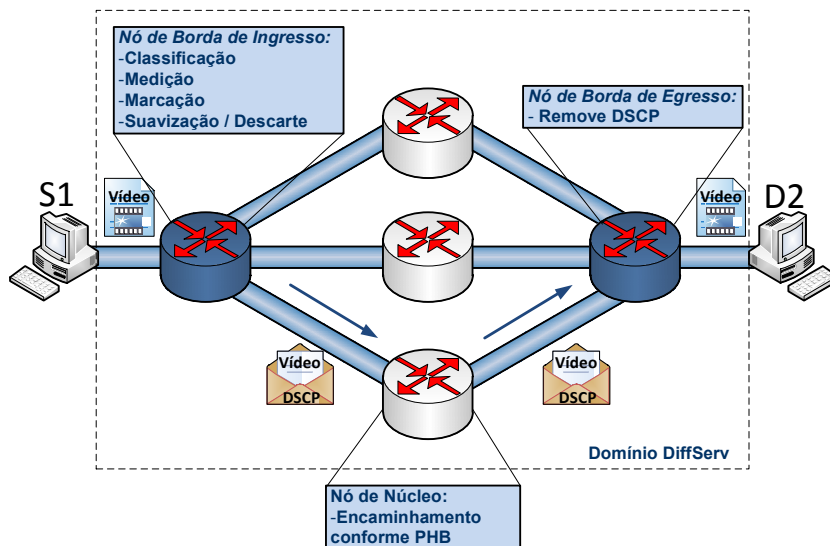 Nó de Borda de Ingresso:
-Classificação
-Medição
-Marcação
-Suavização / Descarte
Nó de Borda de Egresso:
- Remove DSCP
S1
Vídeo
Vídeo
D2
Vídeo
DSCP
Vídeo
DSCP
Domínio DiffServ
Nó de Núcleo:
-Encaminhamento
conforme PHB